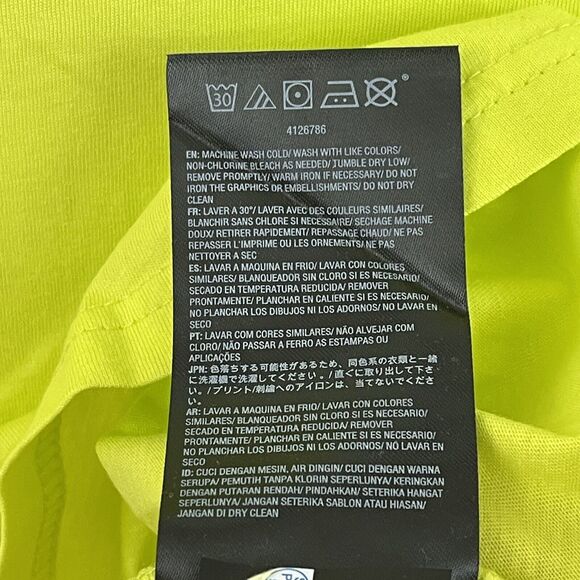 30
4126786
EN: MACHINE WASH COLD/ WASH WITH LIKE COLORS/
NON-CHLORINE BLEACH AS NEEDED/ TUMBLE DRY LOW/
REMOVE PROMPTLY/ WARM IRON IF NECESSARY/ DO NOT
IRON THE GRAPHICS OR EMBELLISHMENTS/ DO NOT DRY
CLEAN
FR: LAVER A 30°/ LAVER AVEC DES COULEURS SIMILAIRES/
BLANCHIR SANS CHLORE SI NECESSAIRE/ SECHAGE MACHINE
DOUX/ RETIRER RAPIDEMENT/ REPASSAGE CHAUD/ NE PAS
REPASSER L'IMPRIME OU LES ORNEMENTS/ NE PAS
NETTOYER A SEC
ES: LAVAR A MAQUINA EN FRIO/ LAVAR CON COLORES
SIMILARES/ BLANQUEADOR SIN CLORO SI ES NECESARIO/
SECADO EN TEMPERATURA REDUCIDA/ REMOVER
PRONTAMENTE/ PLANCHAR EN CALIENTE SI ES NECESARIO/
NO PLANCHAR LOS DIBUJOS NI LOS ADORNOS/ NO LAVAR
EN SECO
PT: LAVAR COM CORES SIMILARES/ NÃO ALVEJAR COM
CLORO/ NÃO PASSAR A FERRO AS ESTAMPAS OU
APLICAÇÕES
JPN: 色落ちする可能性があるため、同色系の衣類と一緒
に洗濯機で洗濯してください。/直ぐに取り出して下さ
い/プリント/刺繍へのアイロンは、当てないでくださ
い。
AR: LAVAR A MAQUINA EN FRIO/ LAVAR CON COLORES
SIMILARES/ BLANQUEADOR SIN CLORO SI ES NECESARIO/
SECADO EN TEMPERATURA REDUCIDA/ REMOVER
PRONTAMENTE/ PLANCHAR EN CALIENTE SI ES NECESARIO/
NO PLANCHAR LOS DIBUJOS NI LOS ADORNOS/ NO LAVAR
EN SECO
ID: CUCI DENGAN MESIN, AIR DINGIN/ CUCI DENGAN WARNA
SERUPA/ PEMUTIH TANPA KLORIN SEPERLUNYA/ KERINGKAN
DENGAN PUTARAN RENDAH/ PINDAHKAN/ SETERIKA HANGAT
SEPERLUNYA/ JANGAN SETERIKA SABLON ATAU HIASAN/
JANGAN DI DRY CLEAN